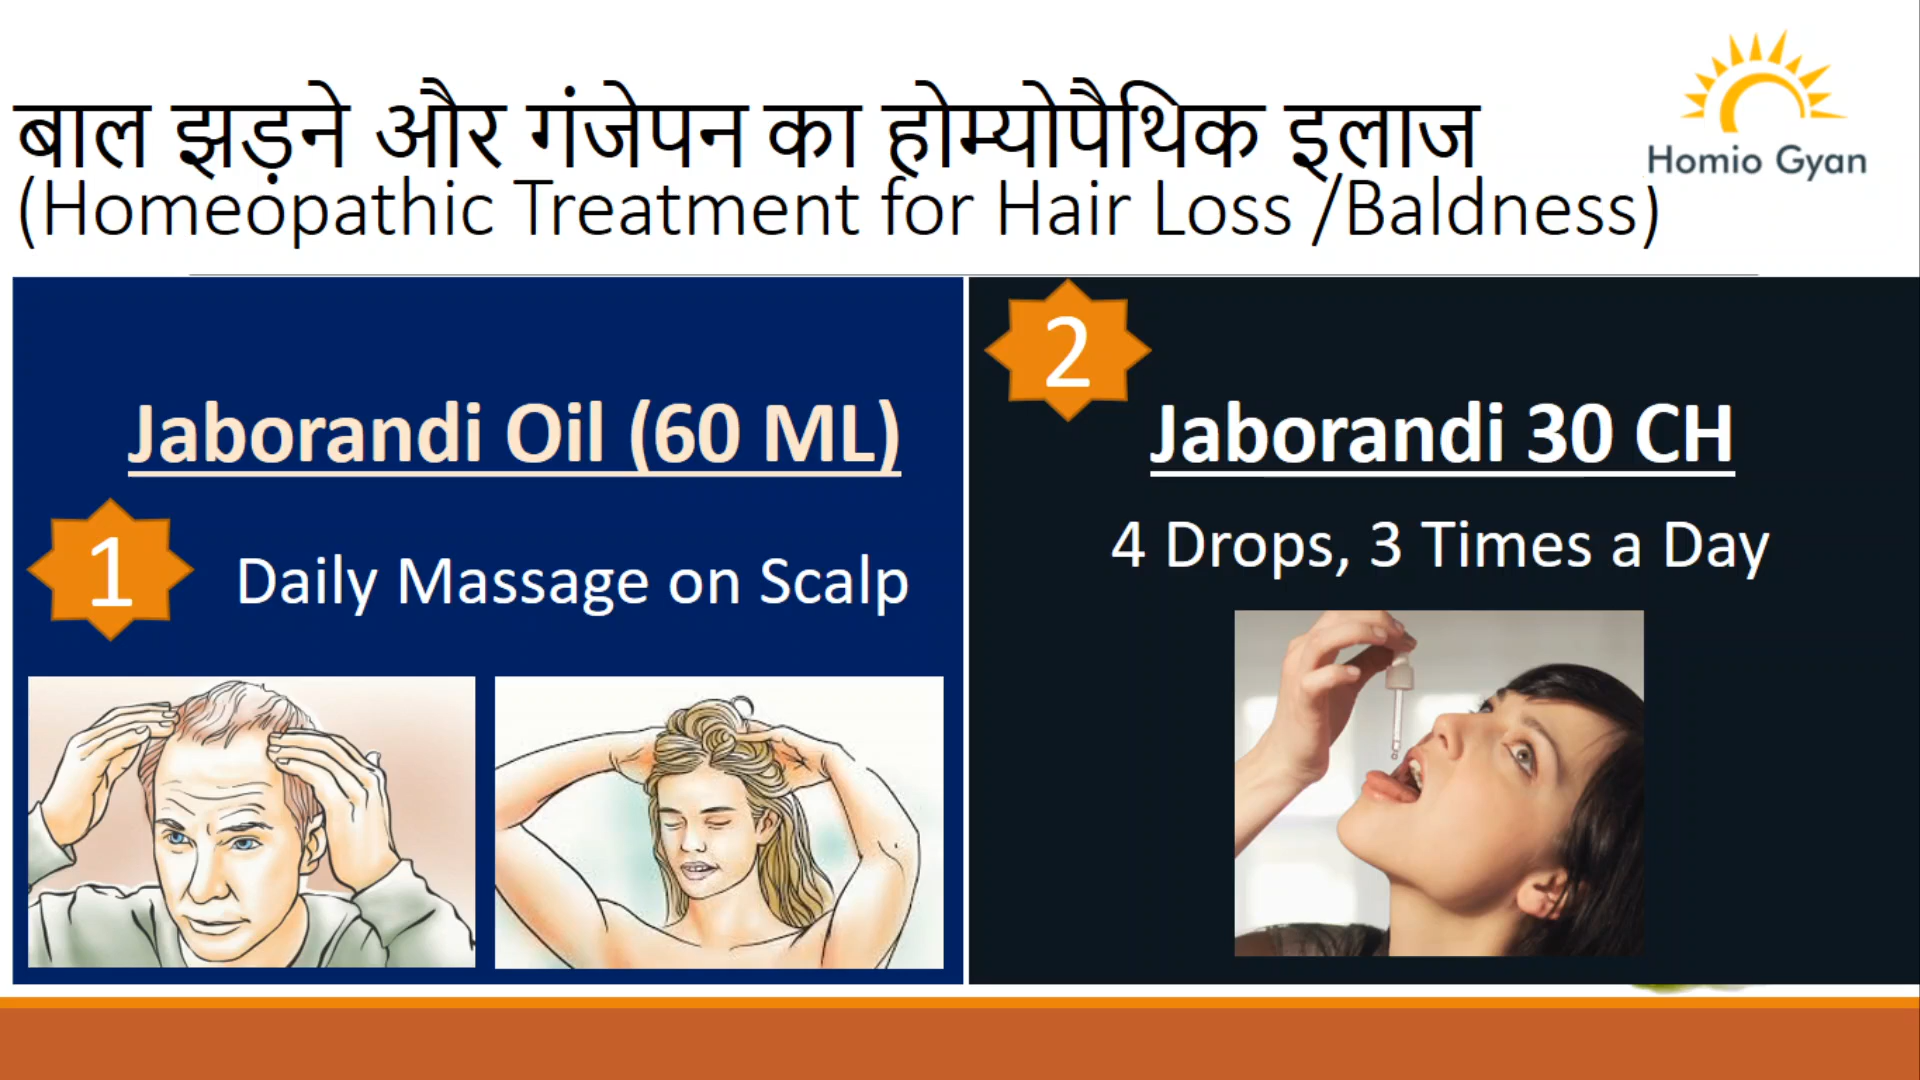 बाल झड़ने और गंजेपन का होम्योपैथिक इलाज
(Homeopathic Treatment for Hair Loss /Baldness)
Homio Gyan
Jaborandi Oil (60 ML)
1
Daily Massage on Scalp
2
Jaborandi 30 CH
4 Drops, 3 Times a Day